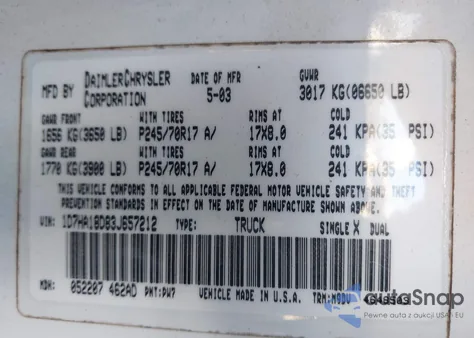 MFD BY DAIMLERCHRYSLER CORPORATION DATE OF MFR 5-03 GVWR 3017 KG(06650 LB)
GAWR FRONT WITH TIRES RIMS AT COLD
1656 KG(3650 LB) P245/70R17 A/ 17X8.0 241 KPA(35 PSI)
GAWR REAR WITH TIRES RIMS AT COLD
1770 KG(3900 LB) P245/70R17 A/ 17X8.0 241 KPA(35 PSI)
THIS VEHICLE CONFORMS TO ALL APPLICABLE FEDERAL MOTOR VEHICLE SAFETY AND THEFT
PREVENTION STANDARDS IN EFFECT ON THE DATE OF MANUFACTURE SHOWN ABOVE.
VIN: 1D7HA18D83J657212 TYPE: TRUCK SINGLE X DUAL
MDH: 052207 462AD PNT:PW7 VEHICLE MADE IN U.S.A.
autoSnap
Pewne auta z aukcji USA i EU